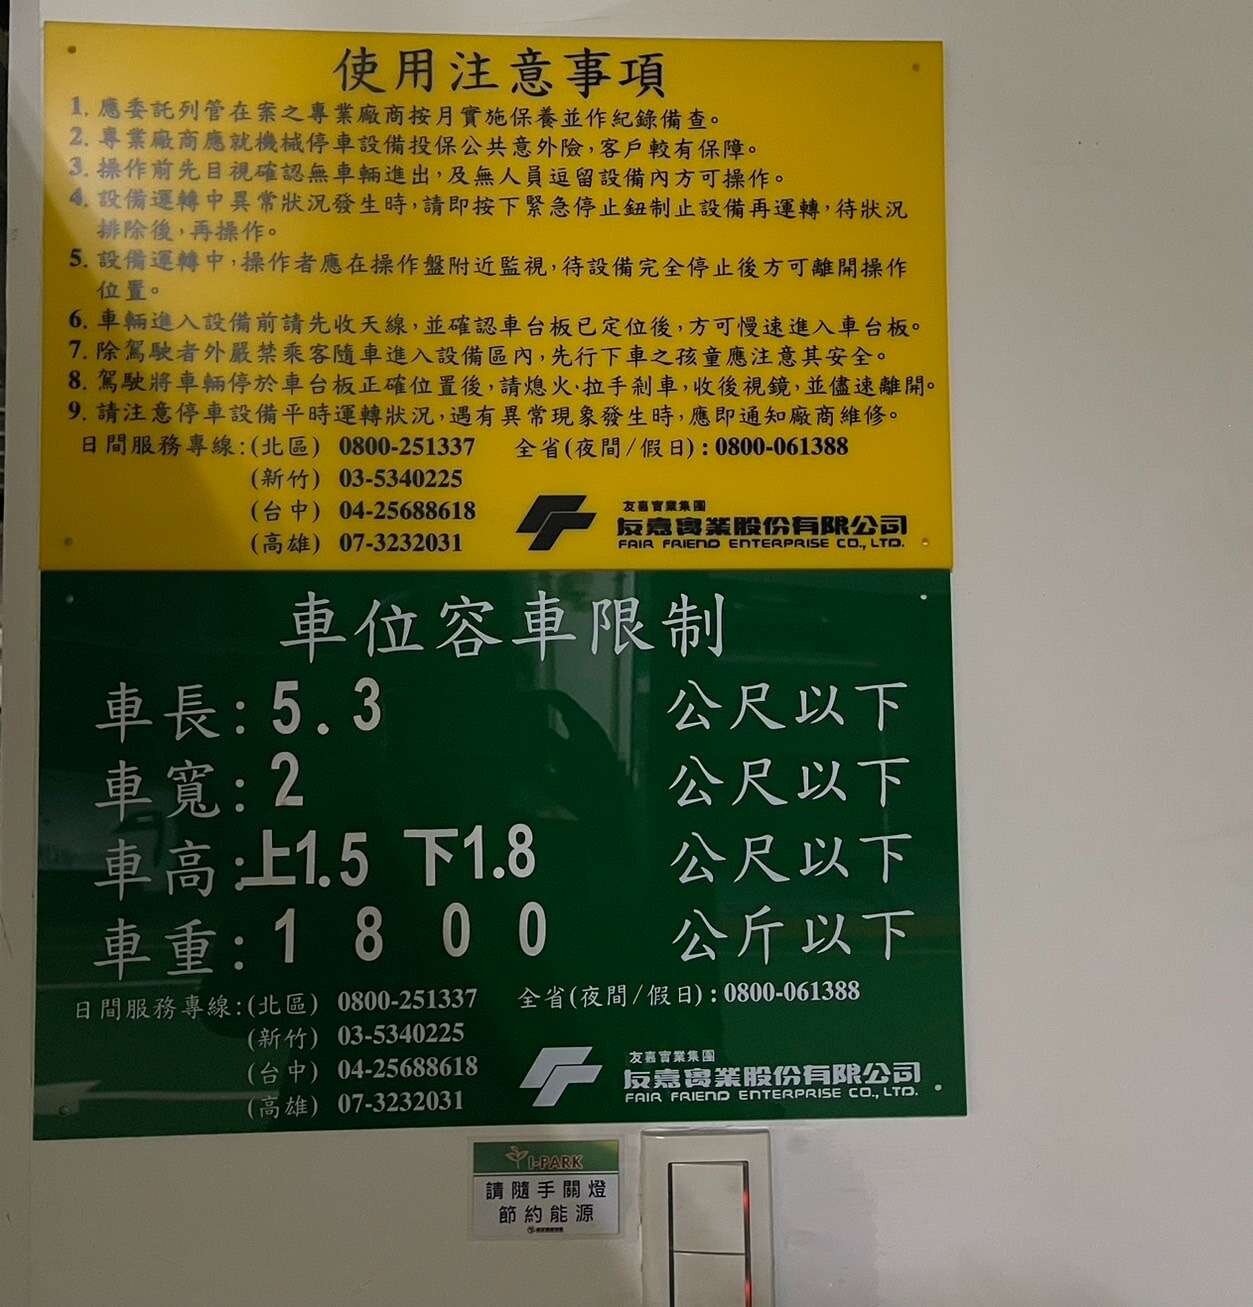 使用注意事項
1. 應委託列管在案之專業廠商按月實施保養並作紀錄備查。
2. 專業廠商應就機械停車設備投保公共意外險,客戶較有保障。
3. 操作前先目視確認無車輛進出,及無人員逗留設備內方可操作。
4. 設備運轉中異常狀況發生時,請即按下緊急停止鈕制止設備再運轉,待狀況
排除後,再操作。
5. 設備運轉中,操作者應在操作盤附近監視,待設備完全停止後方可離開操作
位置。
6. 車輛進入設備前請先收天線,並確認車台板已定位後,方可慢速進入車台板。
7. 除駕駛者外嚴禁乘客隨車進入設備區內,先行下車之孩童應注意其安全。
8. 駕駛將車輛停於車台板正確位置後,請熄火·拉手剎車,收後視鏡,並儘速離開。
9. 請注意停車設備平時運轉狀況,遇有異常現象發生時,應即通知廠商維修。
日間服務專線:(北區) 0800-251337 全省(夜間/假日):0800-061388
(新竹) 03-5340225
(台中) 04-25688618
(高雄) 07-3232031
友嘉實業集團
友嘉實業股份有限公司
FAIR FRIEND ENTERPRISE CO., LTD.
車位容車限制
車長:5.3 公尺以下
車寬:2 公尺以下
車高:上1.5 下1.8 公尺以下
車重:1800 公斤以下
日間服務專線:(北區) 0800-251337 全省(夜間/假日):0800-061388
(新竹) 03-5340225
(台中) 04-25688618
(高雄) 07-3232031
友嘉實業集團
友嘉實業股份有限公司
FAIR FRIEND ENTERPRISE CO., LTD.
I-PARK
請隨手關燈
節約能源